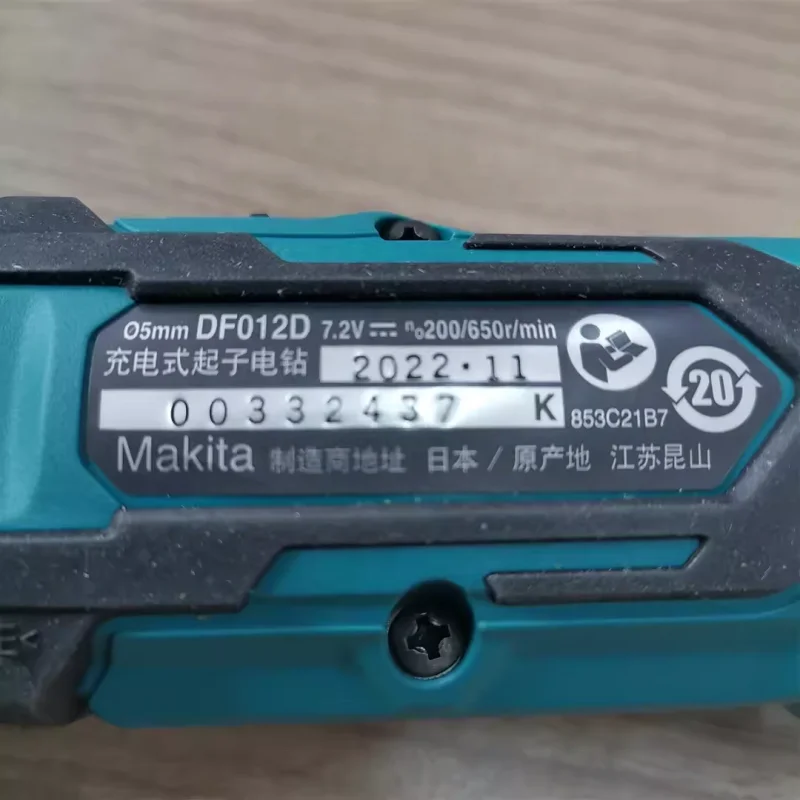 Ø5mm DF012D 7.2V ⎓ n₀200/650r/min
充电式起子电钻 2022·11
00332437 K 853C21B7
20
Makita 制造商地址 日本 / 原产地 江苏昆山